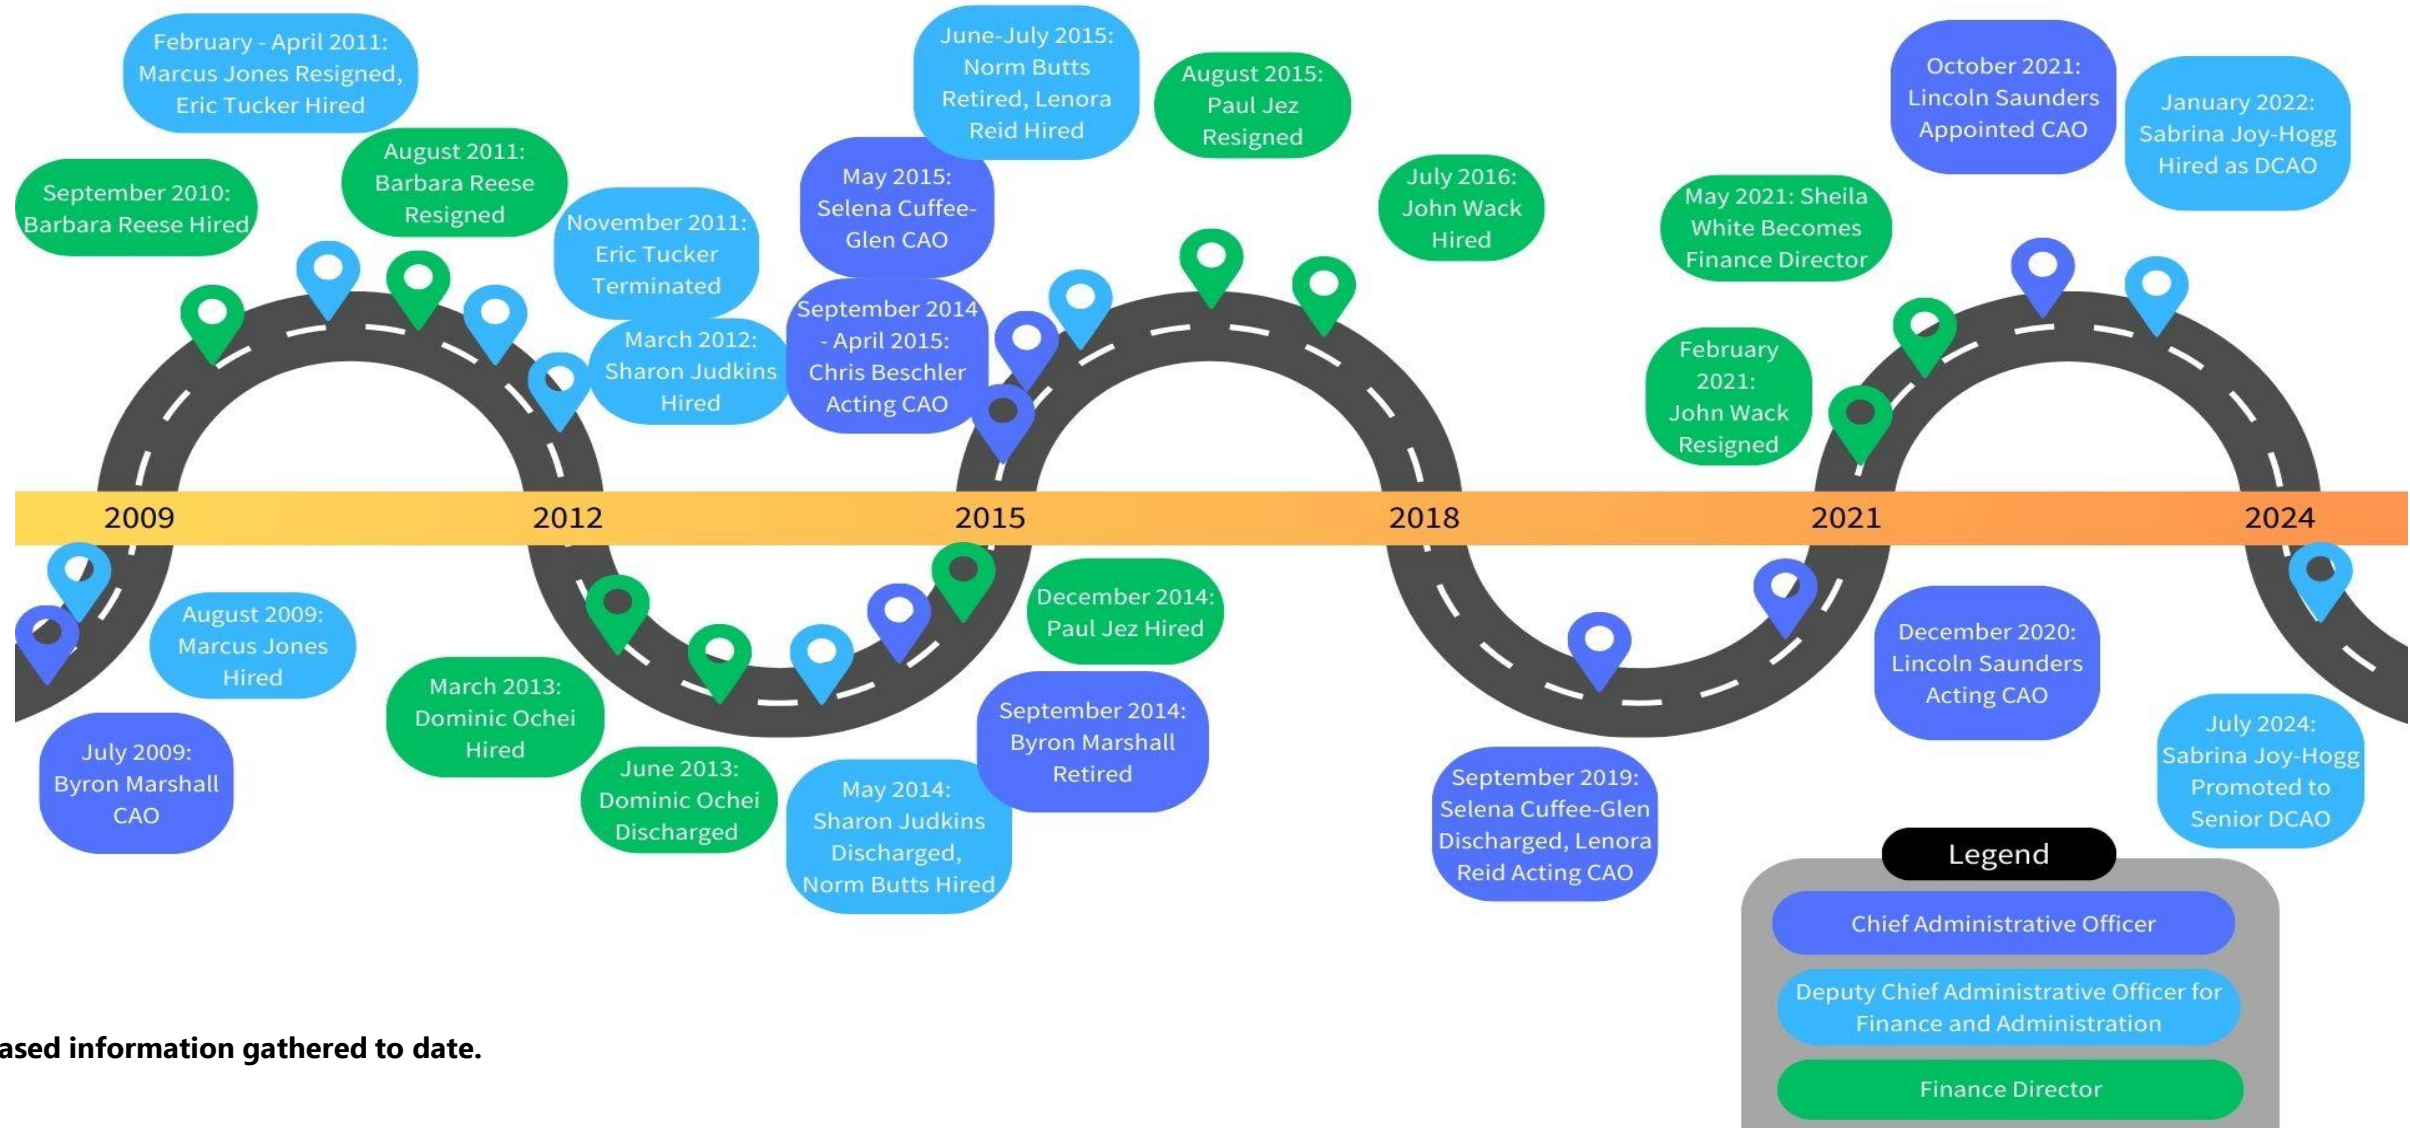 February - April 2011:
Marcus Jones Resigned,
Eric Tucker Hired
September 2010:
Barbara Reese Hired
August 2011:
Barbara Reese
Resigned
November 2011:
Eric Tucker
Terminated
March 2012:
Sharon Judkins
Hired
June-July 2015:
Norm Butts
Retired, Lenora
Reid Hired
May 2015:
Selena Cuffee-
Glen CAO
September 2014
- April 2015:
Chris Beschler
Acting CAO
August 2015:
Paul Jez
Resigned
July 2016:
John Wack
Hired
October 2021:
Lincoln Saunders
Appointed CAO
January 2022:
Sabrina Joy-Hogg
Hired as DCAO
May 2021: Sheila
White Becomes
Finance Director
February
2021:
John Wack
Resigned
2009
2012
2015
2018
2021
2024
August 2009:
Marcus Jones
Hired
July 2009:
Byron Marshall
CAO
March 2013:
Dominic Ochei
Hired
June 2013:
Dominic Ochei
Discharged
May 2014:
Sharon Judkins
Discharged,
Norm Butts Hired
December 2014:
Paul Jez Hired
September 2014:
Byron Marshall
Retired
September 2019:
Selena Cuffee-Glen
Discharged, Lenora
Reid Acting CAO
December 2020:
Lincoln Saunders
Acting CAO
July 2024:
Sabrina Joy-Hogg
Promoted to
Senior DCAO
Legend
Chief Administrative Officer
Deputy Chief Administrative Officer for
Finance and Administration
Finance Director
ased information gathered to date.